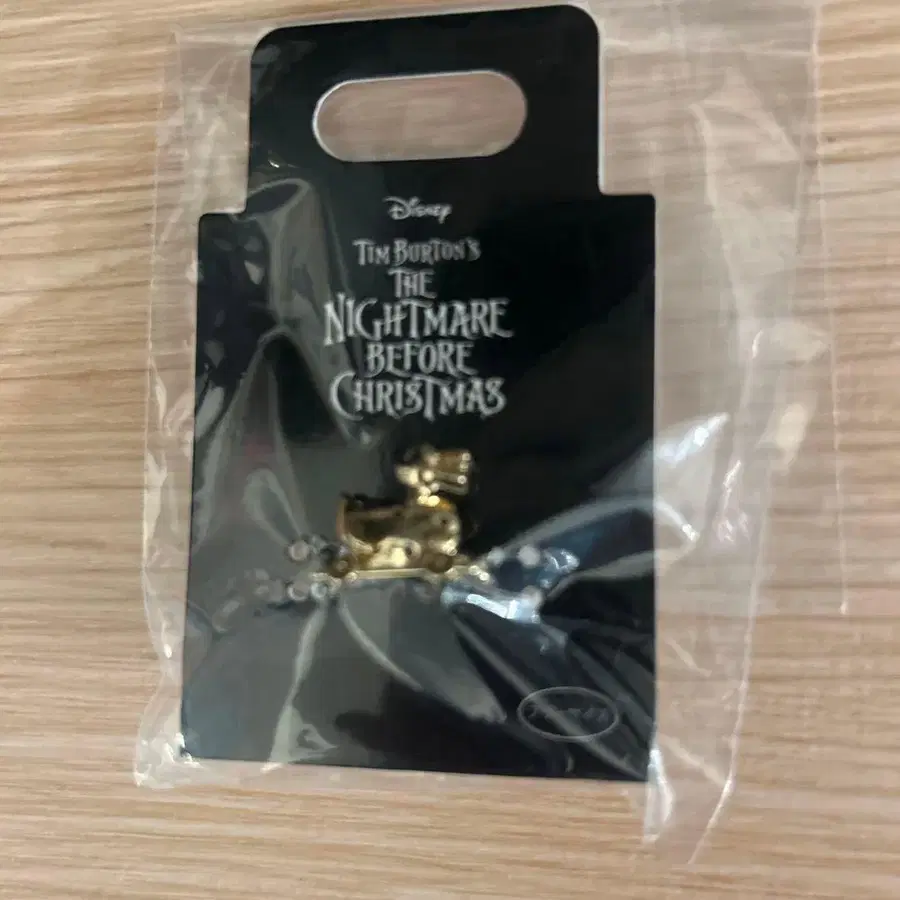 Disney
TIM BURTON'S
THE
NIGHTMARE
BEFORE
CHRISTMAS